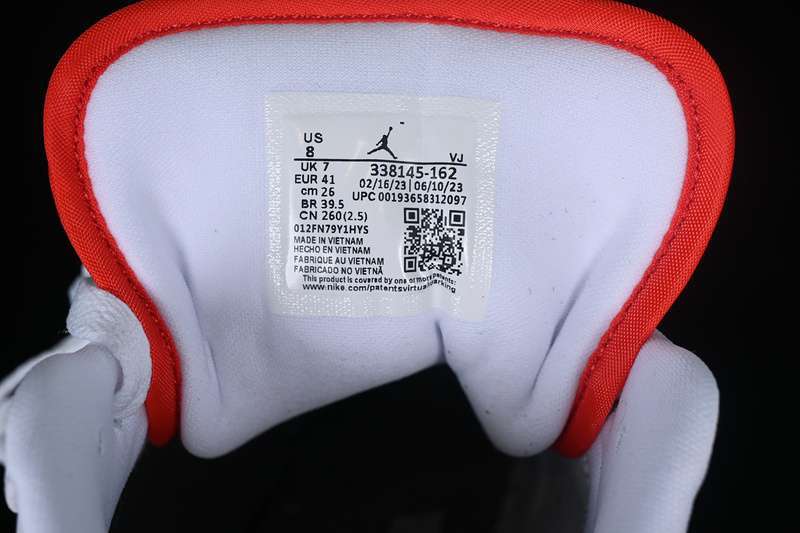 US
8
VJ
UK 7
338145-162
EUR 41
02/16/23 | 06/10/23
cm 26
UPC 00193658312097
BR 39.5
CN 260(2.5)
012FN79Y1HYS
MADE IN VIETNAM
HECHO EN VIETNAM
FABRIQUE AU VIETNAM
FABRICADO NO VIETNÃ
This product is covered by one or more patents:
www.nike.com/patentsvirtualmarking